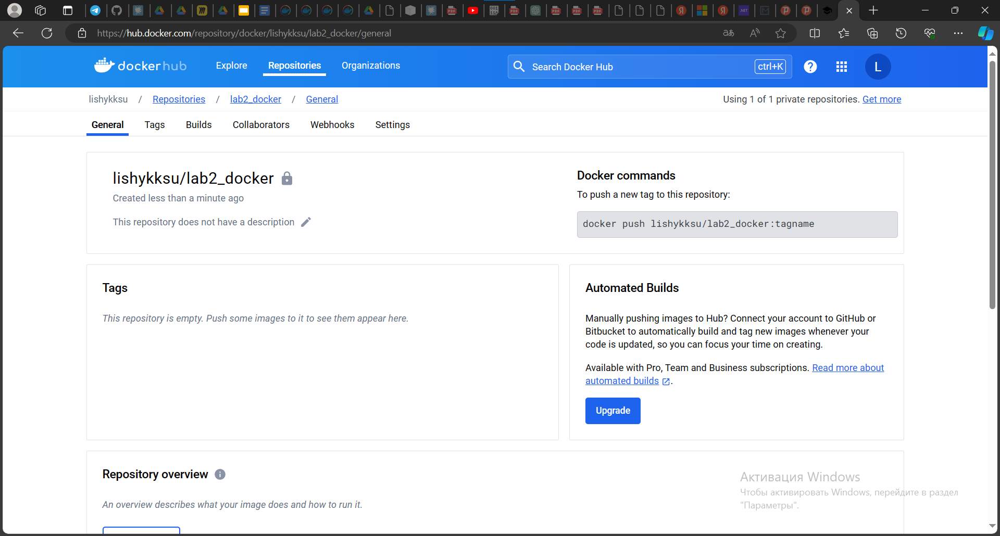 https://hub.docker.com/repository/docker/lishykksu/lab2_docker/general
dockerhub
Explore
Repositories
Organizations
Search Docker Hub
ctrl+K
L
lishykksu / Repositories / lab2_docker / General
Using 1 of 1 private repositories. Get more
General
Tags
Builds
Collaborators
Webhooks
Settings
lishykksu/lab2_docker
Created less than a minute ago
This repository does not have a description
Docker commands
To push a new tag to this repository:
docker push lishykksu/lab2_docker:tagname
Tags
This repository is empty. Push some images to it to see them appear here.
Automated Builds
Manually pushing images to Hub? Connect your account to GitHub or
Bitbucket to automatically build and tag new images whenever your
code is updated, so you can focus your time on creating.
Available with Pro, Team and Business subscriptions. Read more about
automated builds .
Upgrade
Repository overview
An overview describes what your image does and how to run it.
Активация Windows
Чтобы активировать Windows, перейдите в раздел
"Параметры".